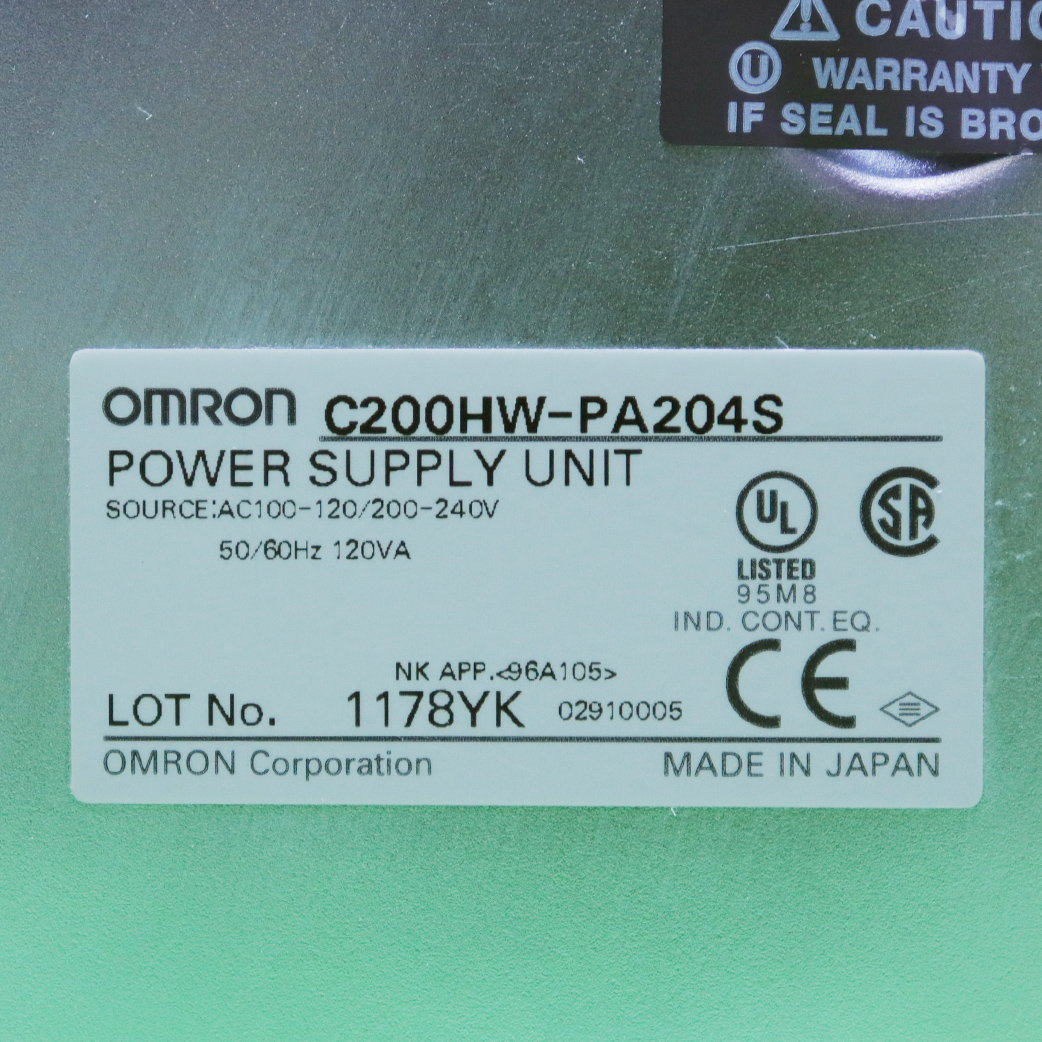 CAUTIO
U WARRANTY
IF SEAL IS BRO
OMRON C200HW-PA204S
POWER SUPPLY UNIT
SOURCE:AC100-120/200-240V
50/60Hz 120VA
UL SA
LISTED
95M8
IND. CONT. EQ.
NK APP.<96A105>
CE
LOT No. 1178YK 02910005
OMRON Corporation MADE IN JAPAN